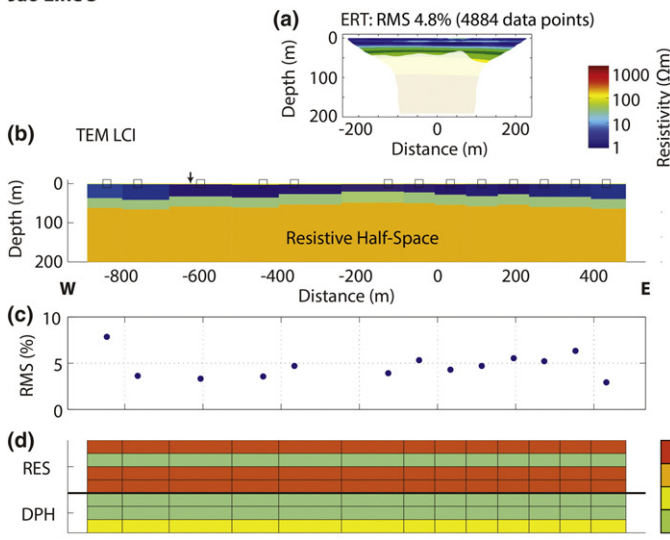 (a) ERT: RMS 4.8% (4884 data points)
Depth (m)
0
100
200
-200 -100 0 100 200
Distance (m)
1000
100
10
1
Resistivity (Ωm)
(b) TEM LCI
Depth (m)
0
100
200
Resistive Half-Space
-800 -600 -400 -200 0 200 400
W Distance (m) E
(c)
RMS (%)
10
5
0
(d)
RES
DPH